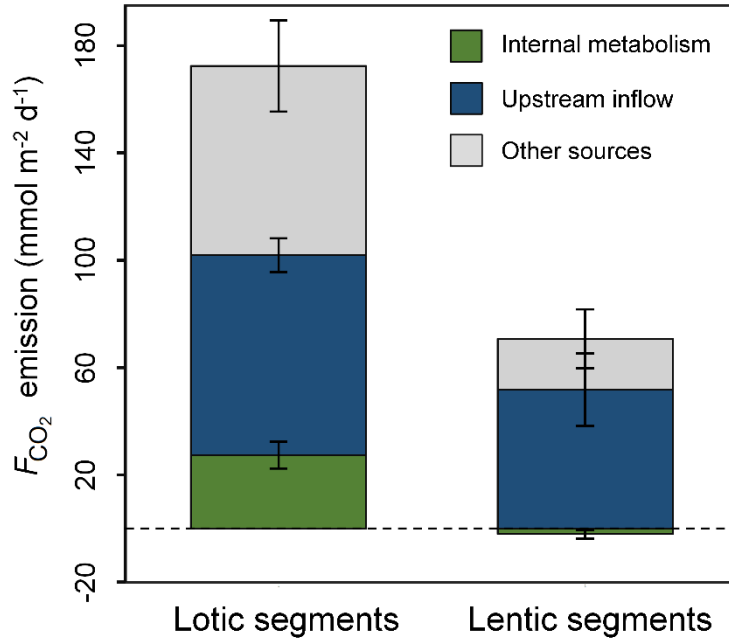 Internal metabolism
Upstream inflow
Other sources
F_CO2 emission (mmol m-2 d-1)
180
140
100
60
20
-20
Lotic segments
Lentic segments